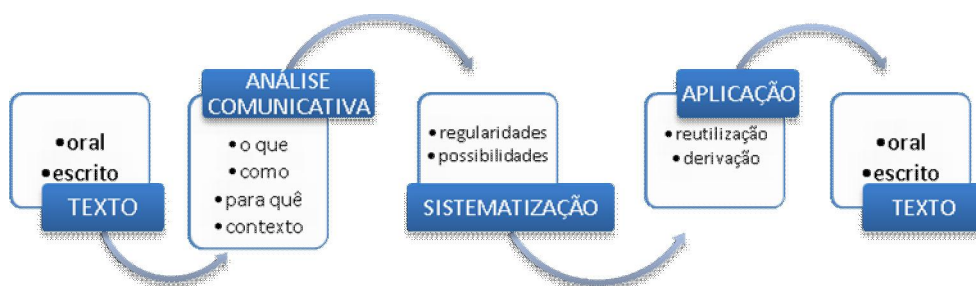 •oral
•escrito
TEXTO
ANÁLISE
COMUNICATIVA
•o que
•como
•para quê
•contexto
•regularidades
•possibilidades
SISTEMATIZAÇÃO
APLICAÇÃO
•reutilização
•derivação
•oral
•escrito
TEXTO